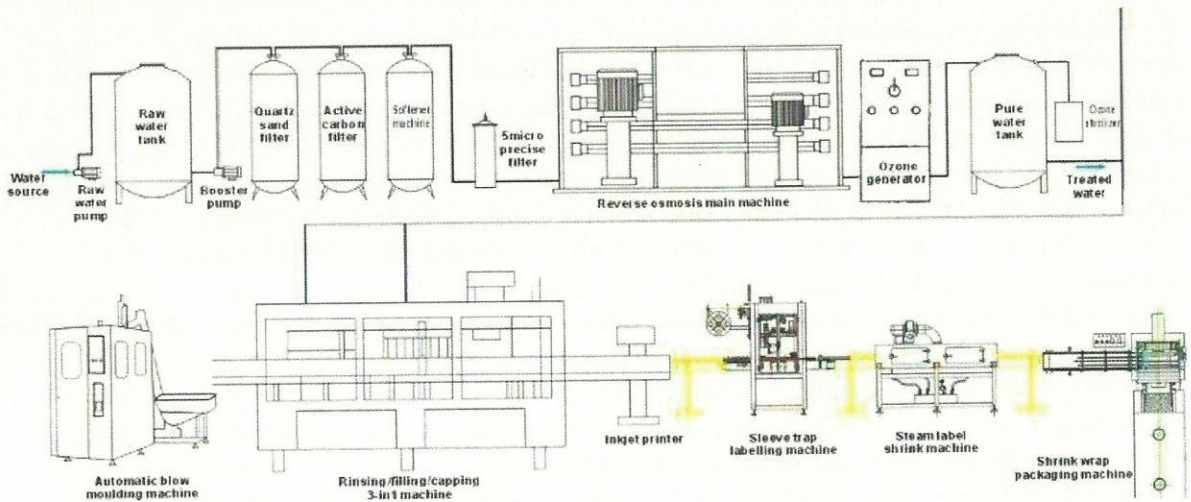 Raw
water
tank
Quartz
sand
filter
Active
carbon
filter
Softener
machine
5micro
precise
filter
Pure
water
tank
Ozone
sterilizer
Water
source
Raw
water
pump
Booster
pump
Reverse osmosis main machine
Ozone
generator
Treated
water
Automatic blow
moulding machine
Rinsing/filling/capping
3-in1 machine
Inkjet printer
Sleeve trap
labelling machine
Steam label
shrink machine
Shrink wrap
packaging machine